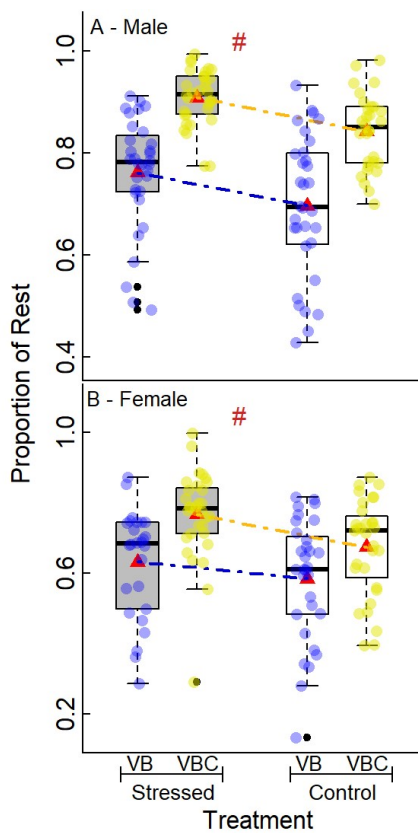 A - Male
#
1.0
0.8
0.6
0.4
Proportion of Rest
B - Female
#
1.0
0.6
0.2
VB VBC VB VBC
Stressed Control
Treatment